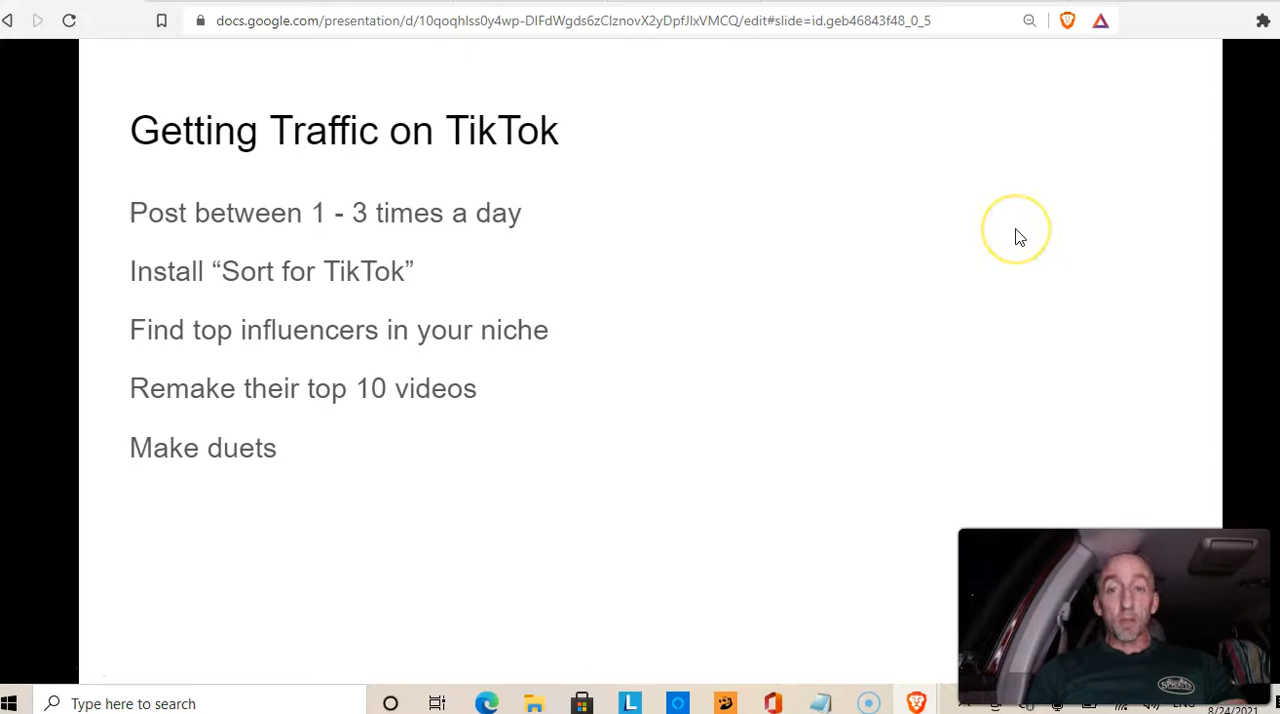 docs.google.com/presentation/d/10qoqhIss0y4wp-DIFdWgds6zCIznovX2yDpfJIxVMCQ/edit#slide=id.geb46843f48_0_5
Getting Traffic on TikTok
Post between 1 - 3 times a day
Install “Sort for TikTok”
Find top influencers in your niche
Remake their top 10 videos
Make duets
Type here to search
8/24/2021